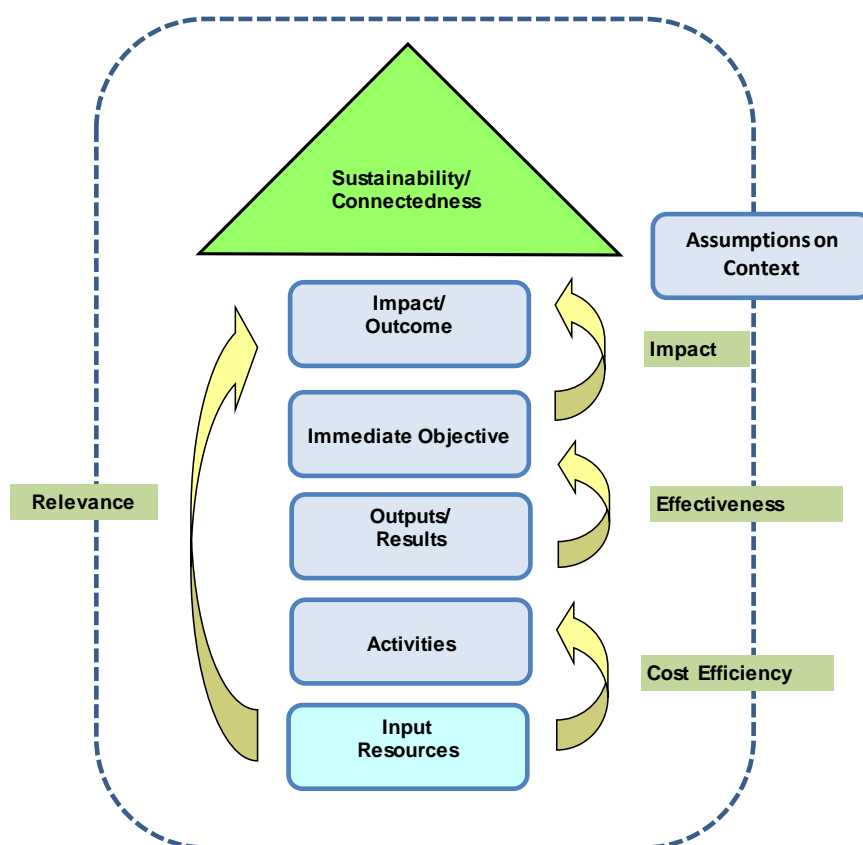 Sustainability/
Connectedness
Assumptions on
Context
Impact/
Outcome
Impact
Immediate Objective
Relevance
Effectiveness
Outputs/
Results
Activities
Cost Efficiency
Input
Resources